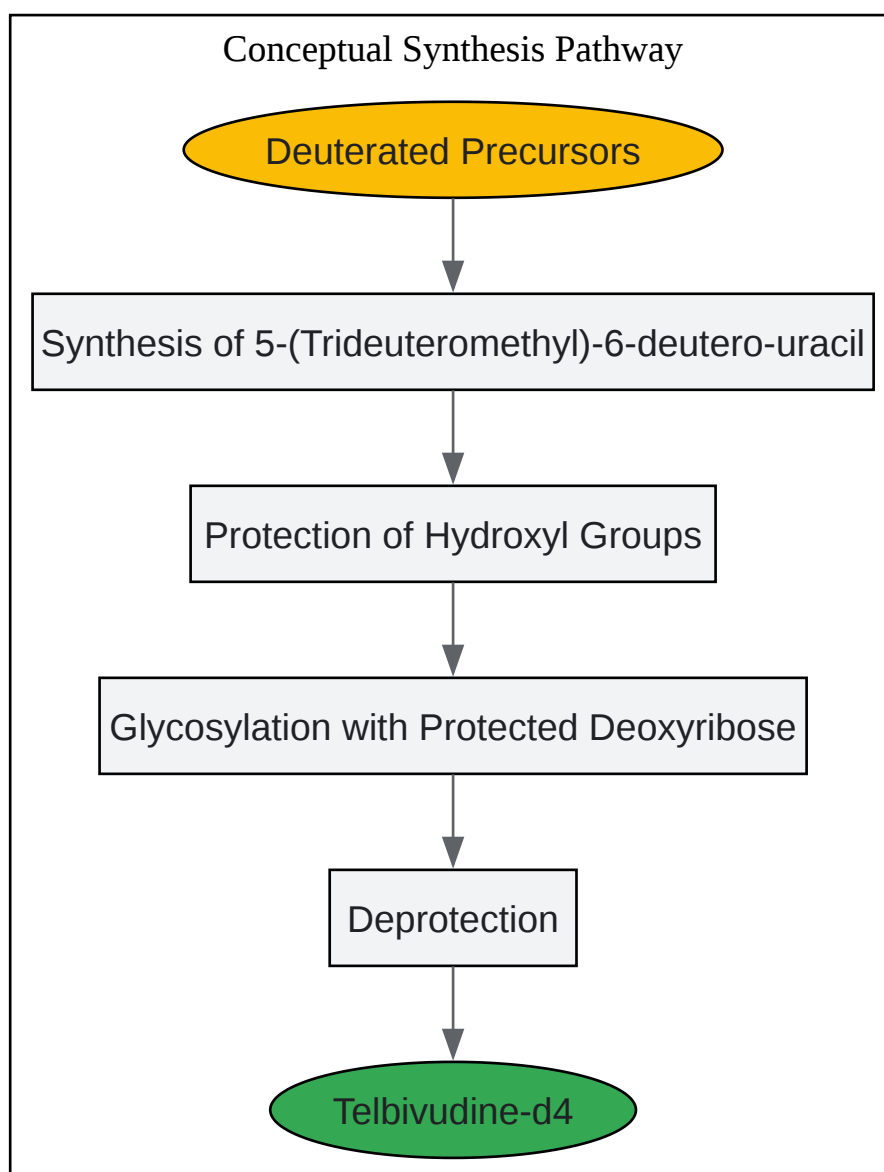 Conceptual Synthesis Pathway
Deuterated Precursors
Synthesis of 5-(Trideuteromethyl)-6-deutero-uracil
Protection of Hydroxyl Groups
Glycosylation with Protected Deoxyribose
Deprotection
Telbivudine-d4